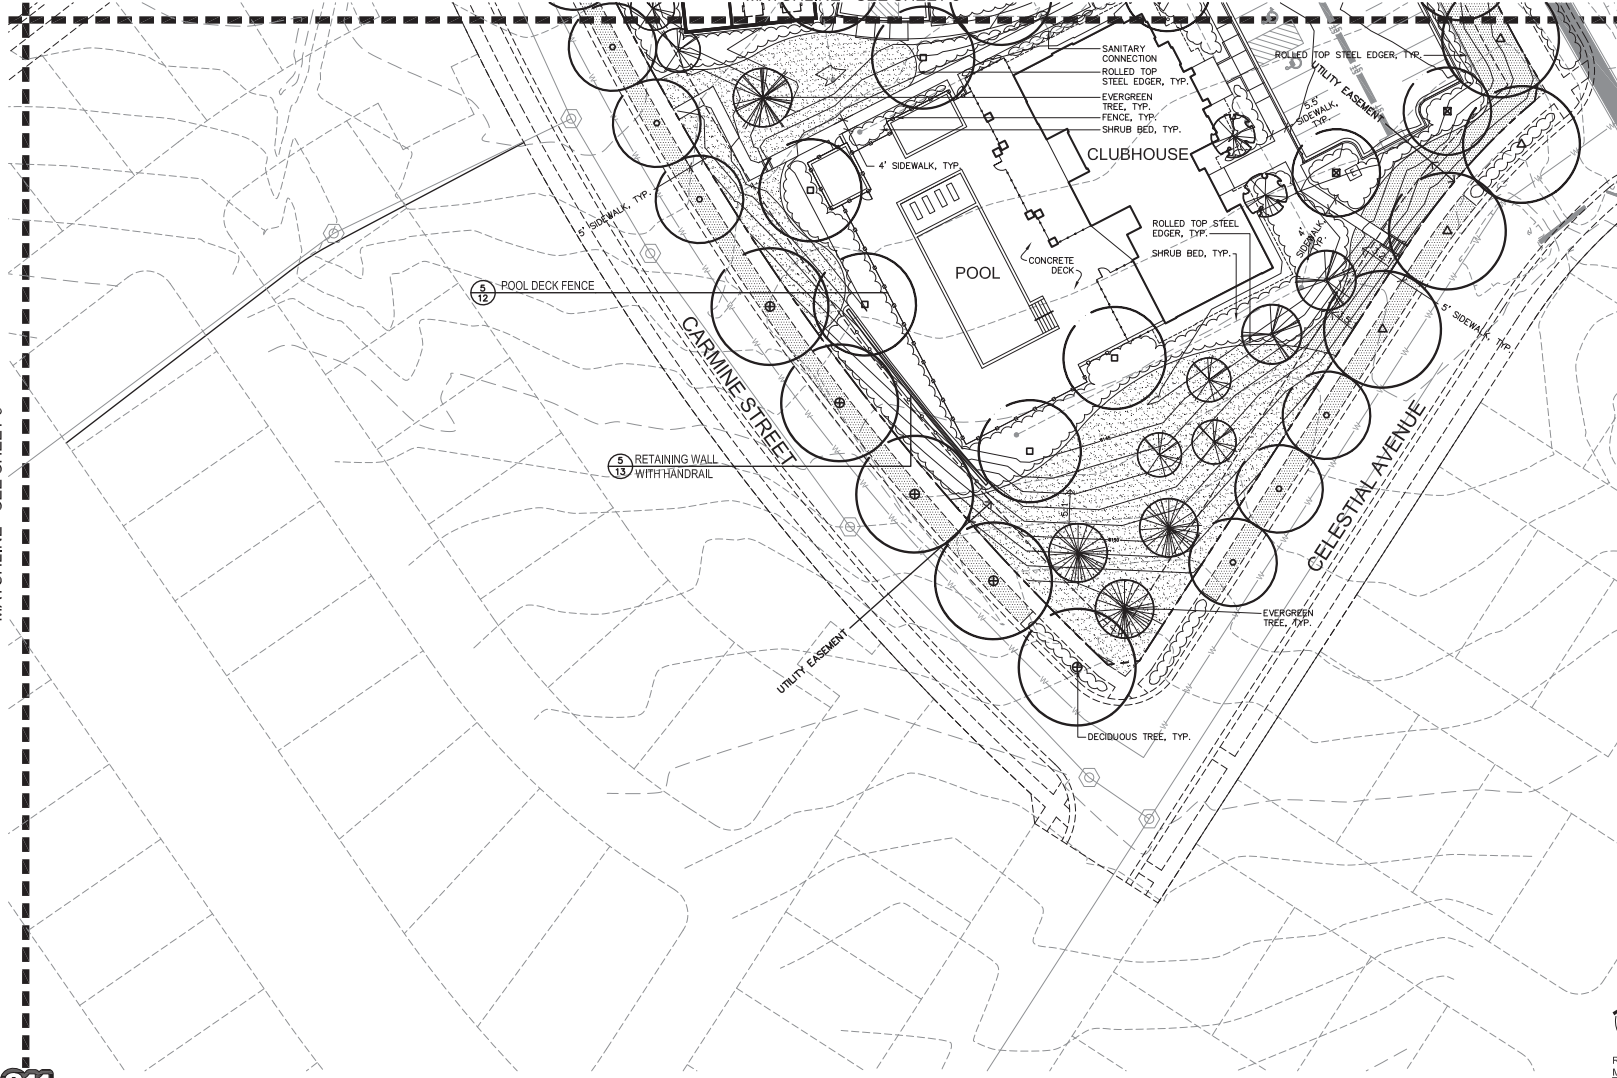 SANITARY
CONNECTION
ROLLED TOP
STEEL EDGER, TYP.
EVERGREEN
TREE, TYP.
FENCE, TYP.
SHRUB BED, TYP.
ROLLED TOP STEEL EDGER, TYP.
UTILITY EASEMENT
5.5'
SIDEWALK,
TYP.
CLUBHOUSE
4' SIDEWALK, TYP.
5' SIDEWALK, TYP.
ROLLED TOP STEEL
EDGER, TYP.
SHRUB BED, TYP.
4'
SIDEWALK,
TYP.
CONCRETE
DECK
POOL
5
12
POOL DECK FENCE
5' SIDEWALK, TYP.
CARMINE STREET
5
13
RETAINING WALL
WITH HANDRAIL
CELESTIAL AVENUE
UTILITY EASEMENT
EVERGREEN
TREE, TYP.
DECIDUOUS TREE, TYP.